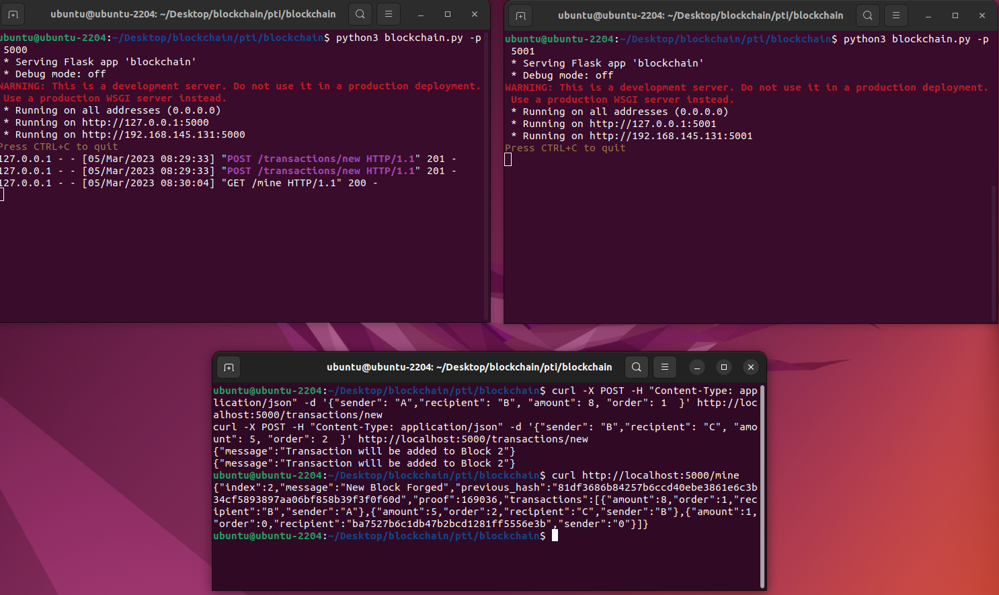 ubuntu@ubuntu-2204: ~/Desktop/blockchain/pti/blockchain
ubuntu@ubuntu-2204:~/Desktop/blockchain/pti/blockchain$ python3 blockchain.py -p
5000
* Serving Flask app 'blockchain'
* Debug mode: off
WARNING: This is a development server. Do not use it in a production deployment.
Use a production WSGI server instead.
* Running on all addresses (0.0.0.0)
* Running on http://127.0.0.1:5000
* Running on http://192.168.145.131:5000
Press CTRL+C to quit
127.0.0.1 - - [05/Mar/2023 08:29:33] "POST /transactions/new HTTP/1.1" 201 -
127.0.0.1 - - [05/Mar/2023 08:29:33] "POST /transactions/new HTTP/1.1" 201 -
127.0.0.1 - - [05/Mar/2023 08:30:04] "GET /mine HTTP/1.1" 200 -
ubuntu@ubuntu-2204: ~/Desktop/blockchain/pti/blockchain
ubuntu@ubuntu-2204:~/Desktop/blockchain/pti/blockchain$ python3 blockchain.py -p
5001
* Serving Flask app 'blockchain'
* Debug mode: off
WARNING: This is a development server. Do not use it in a production deployment.
Use a production WSGI server instead.
* Running on all addresses (0.0.0.0)
* Running on http://127.0.0.1:5001
* Running on http://192.168.145.131:5001
Press CTRL+C to quit
ubuntu@ubuntu-2204: ~/Desktop/blockchain/pti/blockchain
ubuntu@ubuntu-2204:~/Desktop/blockchain/pti/blockchain$ curl -X POST -H "Content-Type: app
lication/json" -d '{"sender": "A","recipient": "B", "amount": 8, "order": 1  }' http://loc
alhost:5000/transactions/new
curl -X POST -H "Content-Type: application/json" -d '{"sender": "B","recipient": "C", "amo
unt": 5, "order": 2  }' http://localhost:5000/transactions/new
{"message":"Transaction will be added to Block 2"}
{"message":"Transaction will be added to Block 2"}
ubuntu@ubuntu-2204:~/Desktop/blockchain/pti/blockchain$ curl http://localhost:5000/mine
{"index":2,"message":"New Block Forged","previous_hash":"81df3686b84257b6ccd40ebe3861e6c3b
34cf5893897aa06bf858b39f3f0f60d","proof":169036,"transactions":[{"amount":8,"order":1,"rec
ipient":"B","sender":"A"},{"amount":5,"order":2,"recipient":"C","sender":"B"},{"amount":1,
"order":0,"recipient":"ba7527b6c1db47b2bcd1281ff5556e3b","sender":"0"}]}
ubuntu@ubuntu-2204:~/Desktop/blockchain/pti/blockchain$